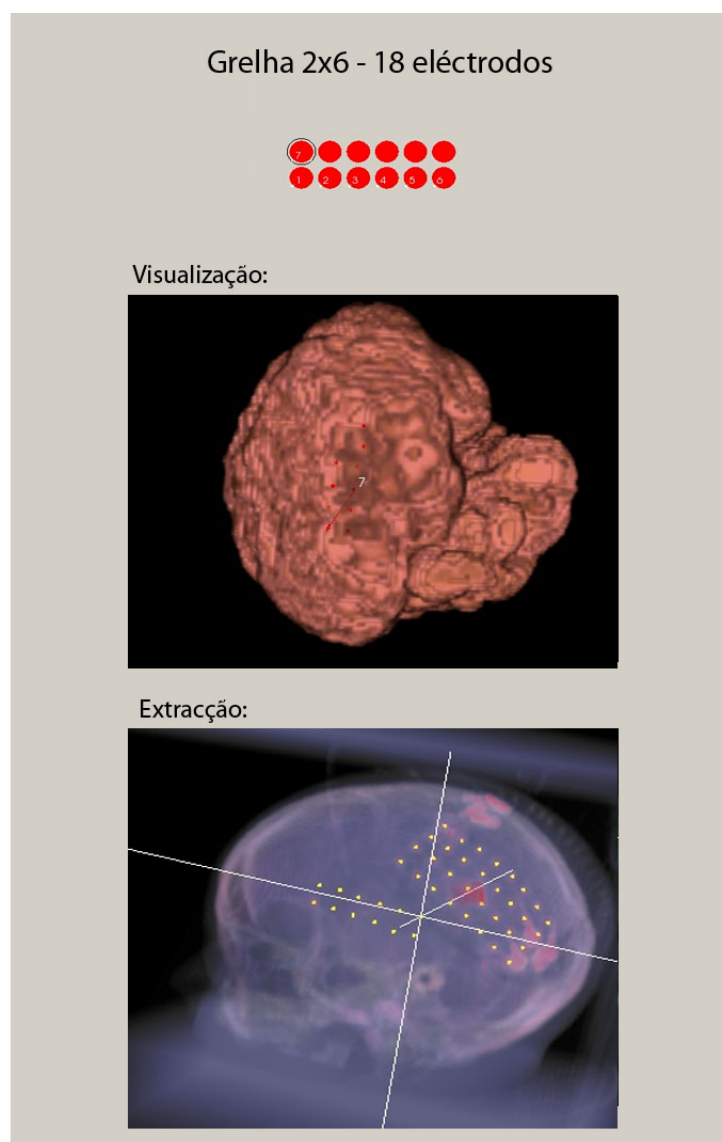 Grelha 2x6 - 18 eléctrodos
7
1 2 3 4 5 6
Visualização:
7
Extracção: